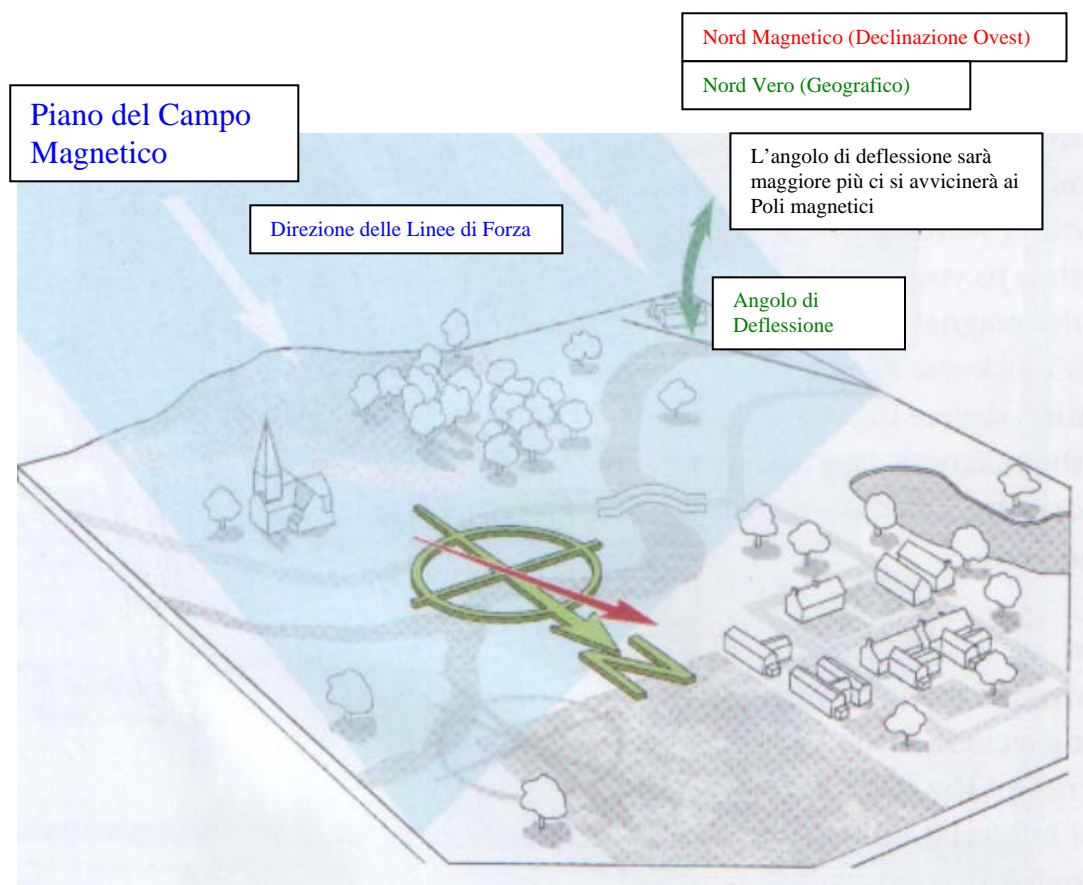 Nord Magnetico (Declinazione Ovest)
Nord Vero (Geografico)
Piano del Campo
Magnetico
L'angolo di deflessione sarà
maggiore più ci si avvicinerà ai
Poli magnetici
Direzione delle Linee di Forza
Angolo di
Deflessione
N